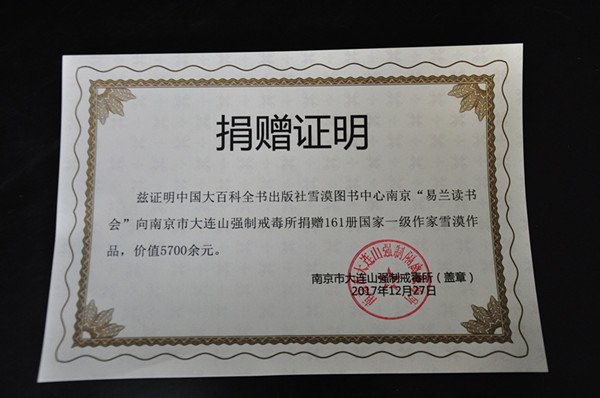 捐赠证明
兹证明中国大百科全书出版社雪漠图书中心南京“易兰读书
会”向南京市大连山强制戒毒所捐赠161册国家一级作家雪漠作
品，价值5700余元。
南京市大连山强制戒毒所（盖章）
2017年12月27日